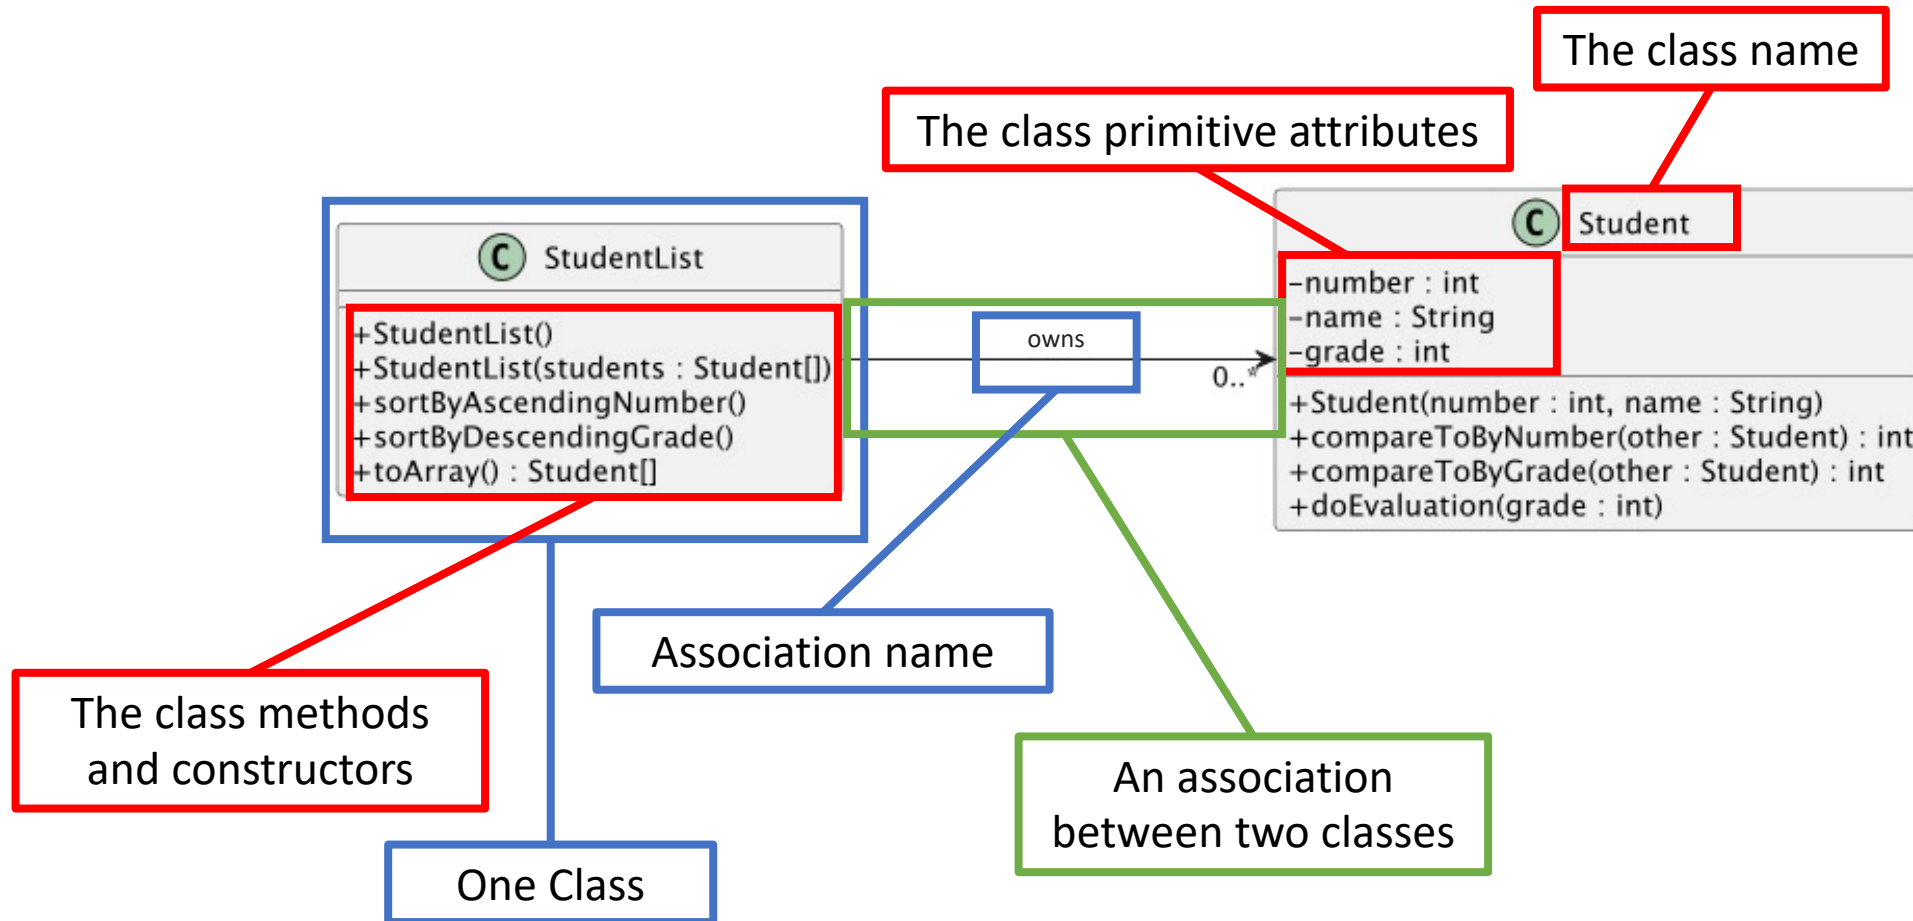 The class name
The class primitive attributes
C Student
-number : int
-name : String
-grade : int
+Student(number : int, name : String)
+compareToByNumber(other : Student) : int
+compareToByGrade(other : Student) : int
+doEvaluation(grade : int)
C StudentList
+StudentList()
+StudentList(students : Student[])
+sortByAscendingNumber()
+sortByDescendingGrade()
+toArray() : Student[]
owns
0..*
Association name
The class methods
and constructors
An association
between two classes
One Class